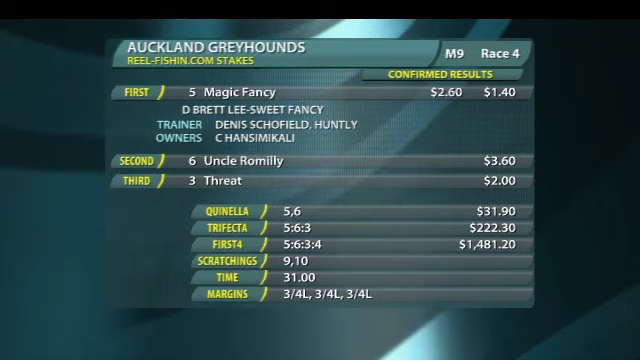 AUCKLAND GREYHOUNDS M9 Race 4
REEL-FISHIN.COM STAKES
CONFIRMED RESULTS
FIRST 5 Magic Fancy $2.60 $1.40
D BRETT LEE-SWEET FANCY
TRAINER DENIS SCHOFIELD, HUNTLY
OWNERS C HANSIMIKALI
SECOND 6 Uncle Romilly $3.60
THIRD 3 Threat $2.00
QUINELLA 5,6 $31.90
TRIFECTA 5:6:3 $222.30
FIRST4 5:6:3:4 $1,481.20
SCRATCHINGS 9,10
TIME 31.00
MARGINS 3/4L, 3/4L, 3/4L